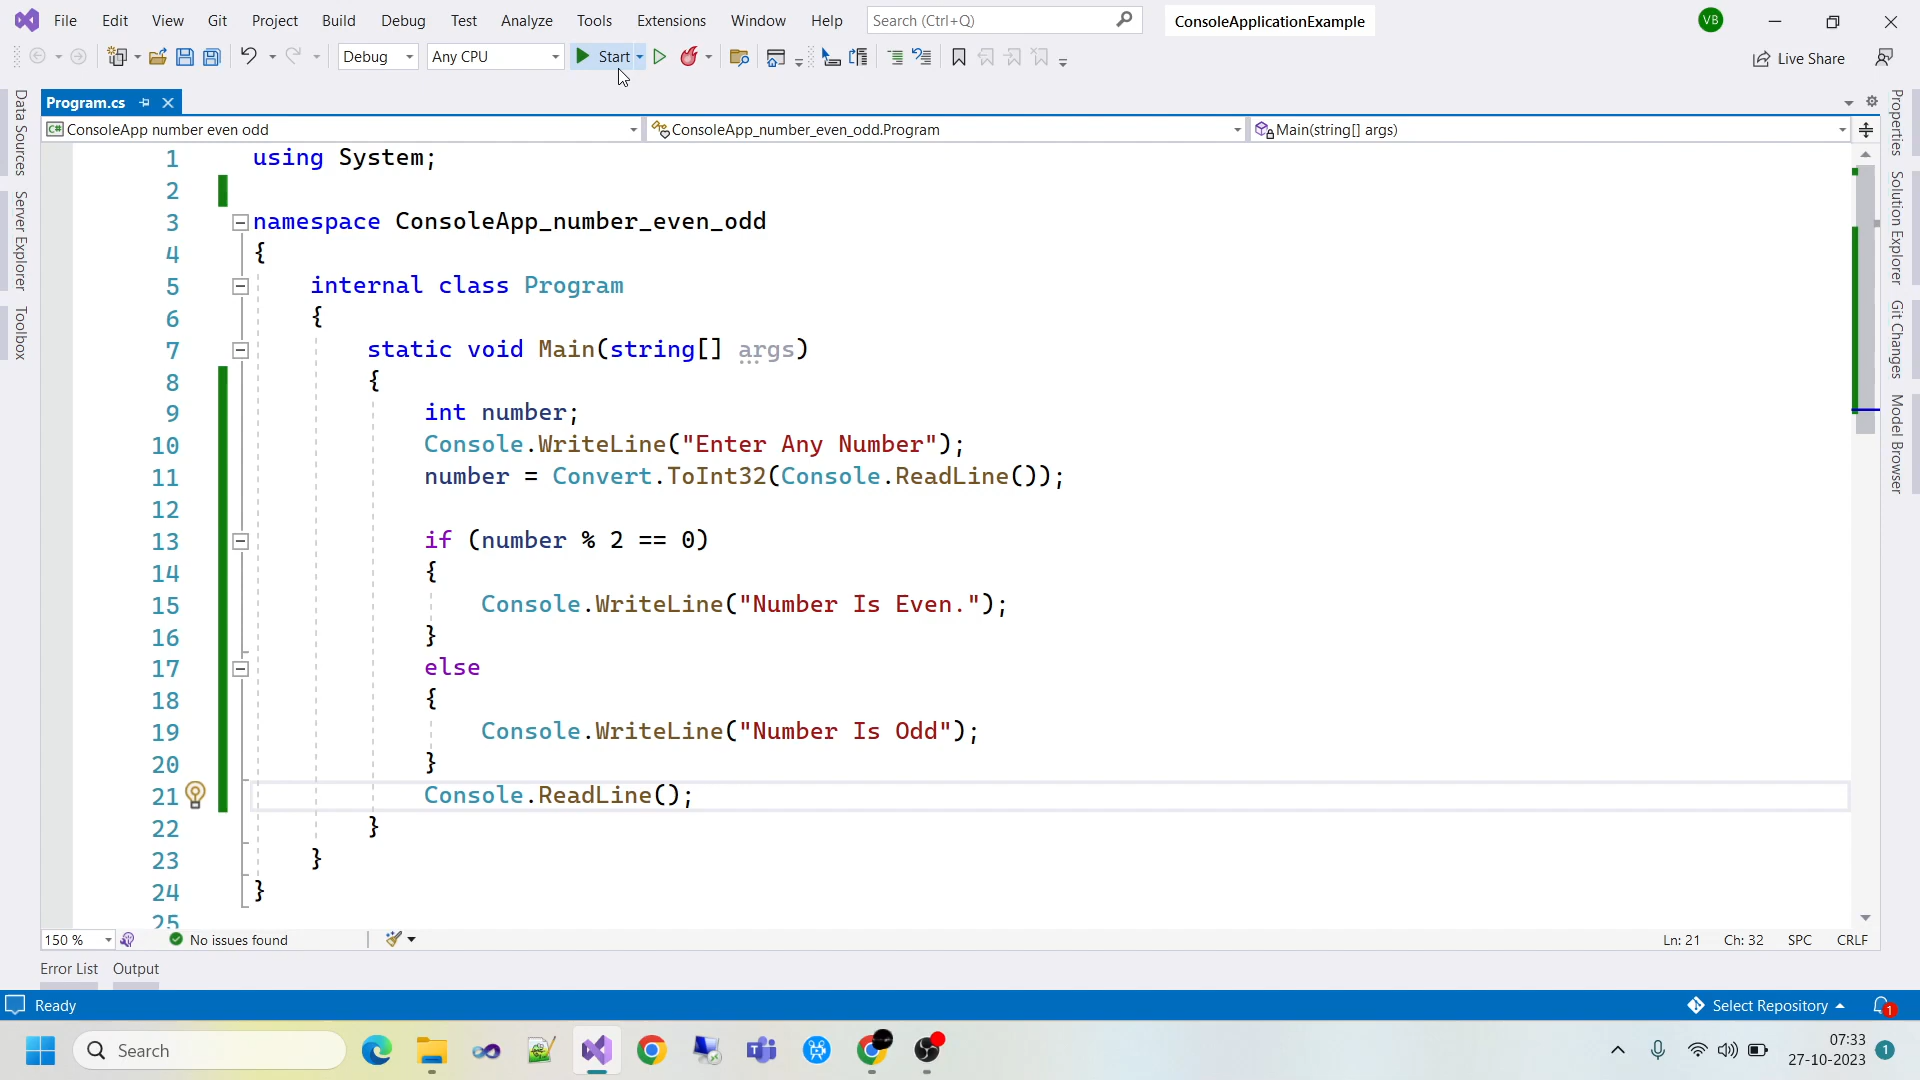 File Edit View Git Project Build Debug Test Analyze Tools Extensions Window Help Search (Ctrl+Q) ConsoleApplicationExample VB
Debug Any CPU Start Live Share
Program.cs
ConsoleApp number even odd ConsoleApp_number_even_odd.Program Main(string[] args)
Data Sources
Server Explorer
Toolbox
1 using System;
2
3 namespace ConsoleApp_number_even_odd
4 {
5 internal class Program
6 {
7 static void Main(string[] args)
8 {
9 int number;
10 Console.WriteLine("Enter Any Number");
11 number = Convert.ToInt32(Console.ReadLine());
12
13 if (number % 2 == 0)
14 {
15 Console.WriteLine("Number Is Even.");
16 }
17 else
18 {
19 Console.WriteLine("Number Is Odd");
20 }
21 Console.ReadLine();
22 }
23 }
24 }
25
Properties
Solution Explorer
Git Changes
Model Browser
150 % No issues found Ln: 21 Ch: 32 SPC CRLF
Error List Output
Ready Select Repository 1
Search 07:33
27-10-2023 1